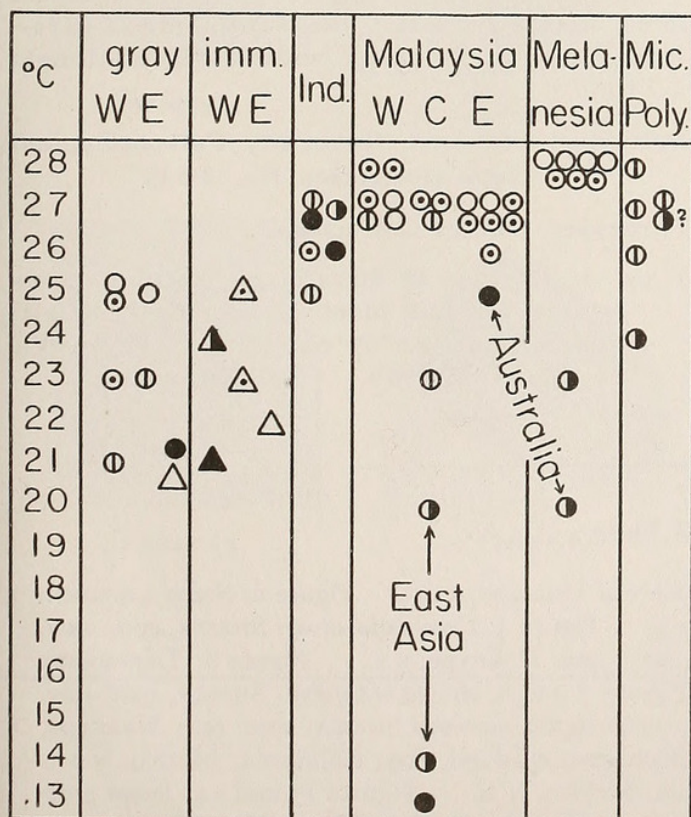 °C
gray
W E
imm.
W E
Ind.
Malaysia
W C E
Mela-
nesia
Mic.
Poly.
28
27
?
26
25
24
Australia
23
22
21
20
19
18
East
17
Asia
16
15
14
.13